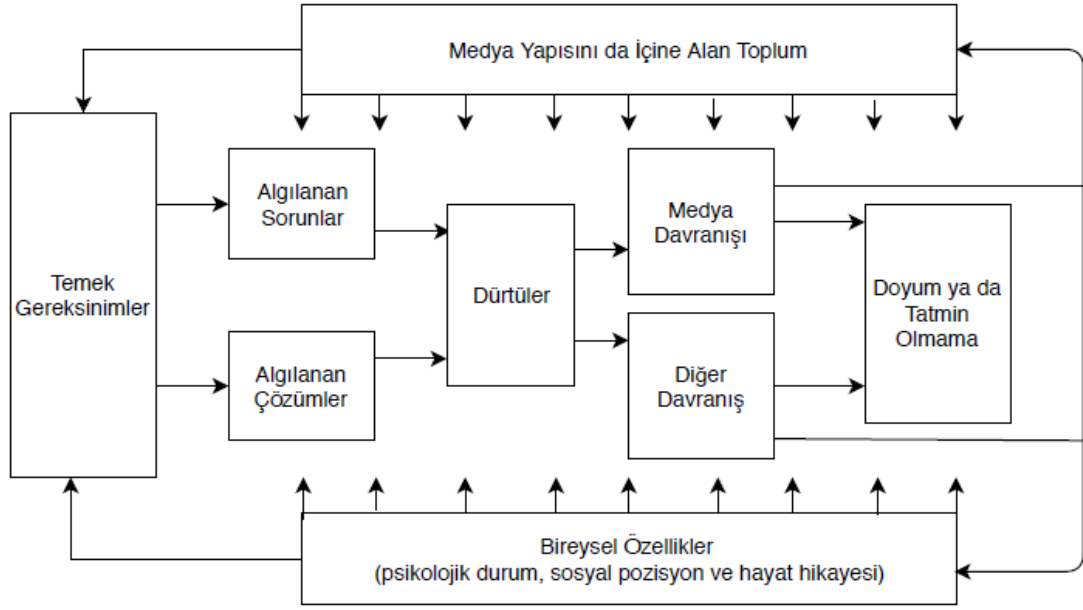 Medya Yapısını da İçine Alan Toplum
Algılanan
Sorunlar
Medya
Davranışı
Temek
Gereksinimler
Dürtüler
Doyum ya da
Tatmin
Olmama
Algılanan
Çözümler
Diğer
Davranış
Bireysel Özellikler
(psikolojik durum, sosyal pozisyon ve hayat hikayesi)